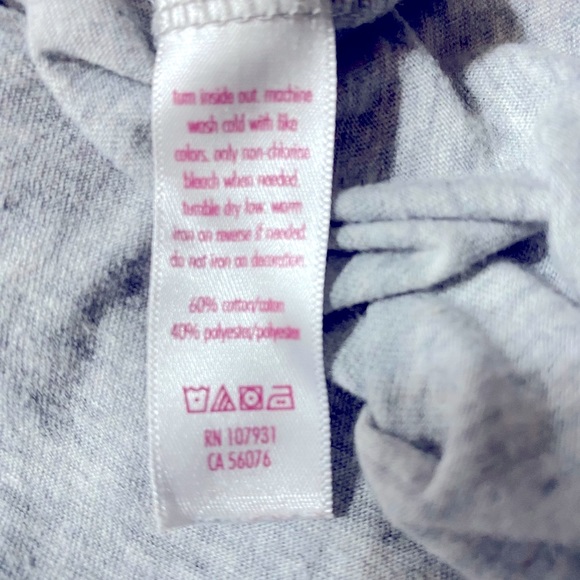 turn inside out. machine
wash cold with like
colors. only non-chlorine
bleach when needed.
tumble dry low. warm
iron on reverse if needed.
do not iron on decoration.
60% cotton/coton
40% polyester/polyester
RN 107931
CA 56076